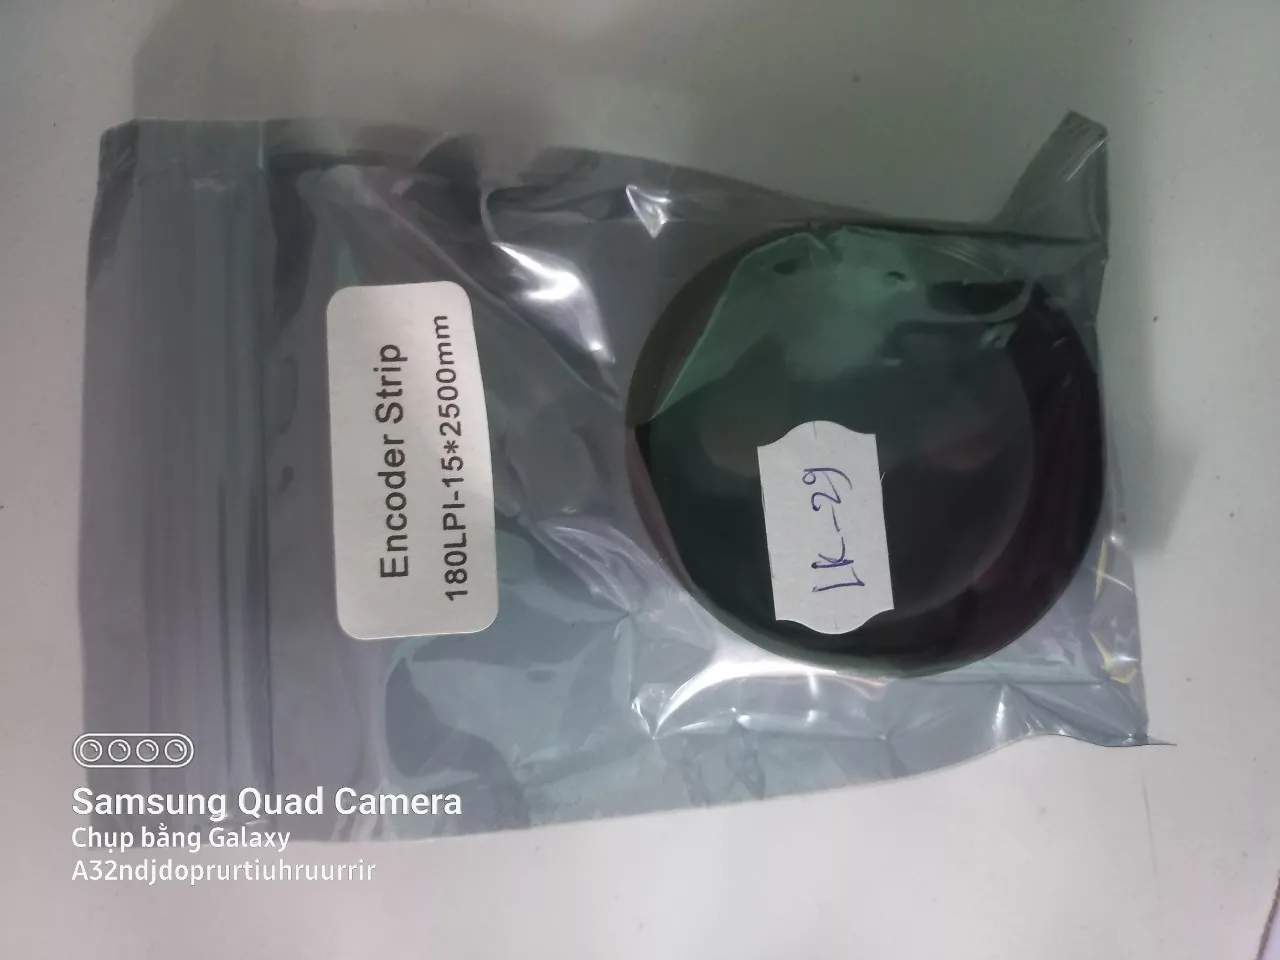 Encoder Strip
180LPI-15*2500mm
LK-29
Samsung Quad Camera
Chụp bằng Galaxy
A32ndjdoprurtiuhruurrir